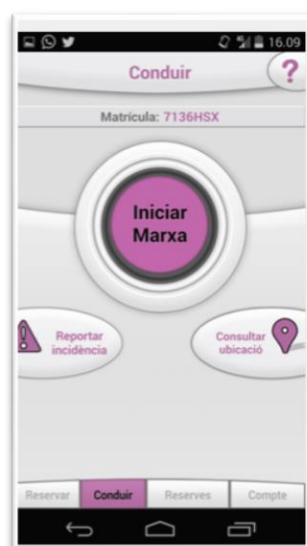 16.09
Conduir
?
Matrícula: 7136HSX
Iniciar
Marxa
Reportar
incidència
Consultar
ubicació
Reservar Conduir Reserves Compte